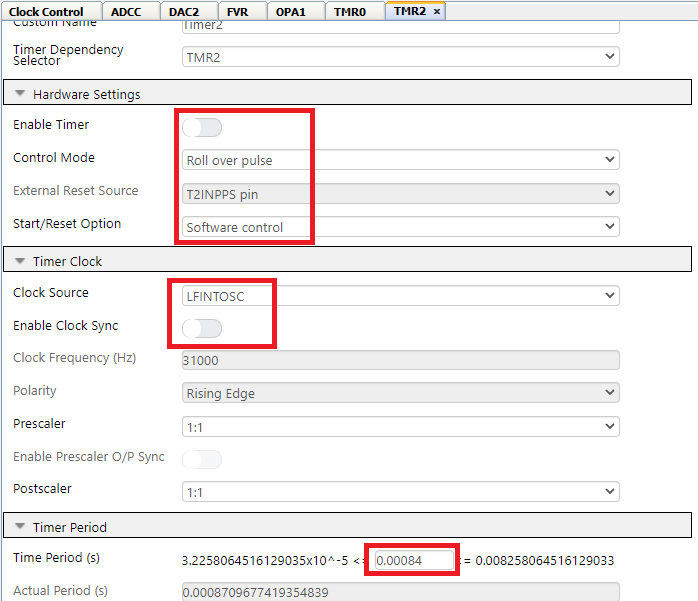 Clock Control ADCC DAC2 FVR OPA1 TMR0 TMR2 ×
Custom Name Timer2
Timer Dependency
Selector
TMR2
Hardware Settings
Enable Timer
Control Mode Roll over pulse
External Reset Source T2INPPS pin
Start/Reset Option Software control
Timer Clock
Clock Source LFINTOSC
Enable Clock Sync
Clock Frequency (Hz) 31000
Polarity Rising Edge
Prescaler 1:1
Enable Prescaler O/P Sync
Postscaler 1:1
Timer Period
Time Period (s) 3.2258064516129035x10^-5 <= 0.00084 <= 0.008258064516129033
Actual Period (s) 0.0008709677419354839